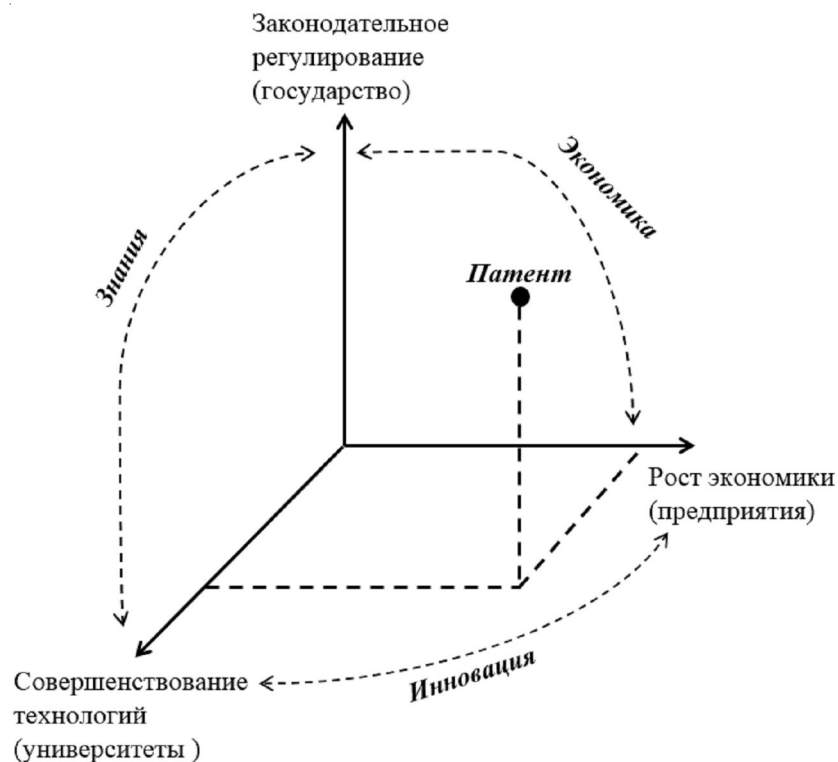 Законодательное
регулирование
(государство)
Экономика
Знания
Патент
Рост экономики
(предприятия)
Инновация
Совершенствование
технологий
(университеты )